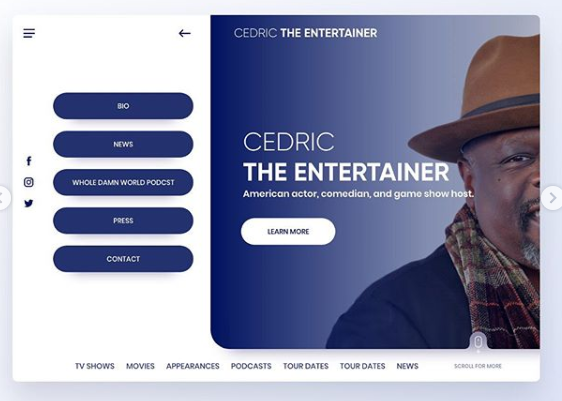 CEDRIC THE ENTERTAINER
BIO
NEWS
WHOLE DAMN WORLD PODCST
PRESS
CONTACT
CEDRIC
THE ENTERTAINER
American actor, comedian, and game show host.
LEARN MORE
TV SHOWS MOVIES APPEARANCES PODCASTS TOUR DATES TOUR DATES NEWS
SCROLL FOR MORE